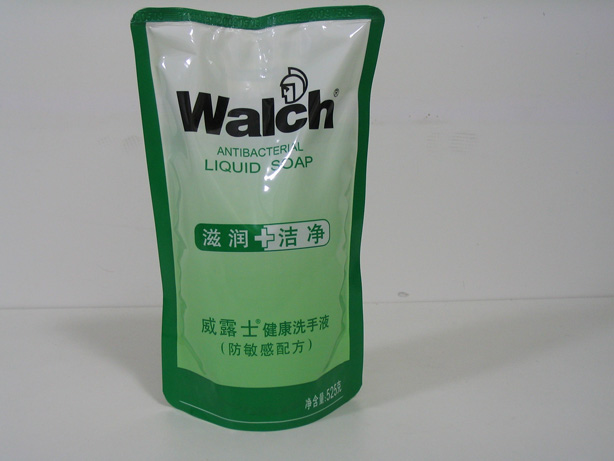 Walch®
ANTIBACTERIAL
LIQUID SOAP
滋润+洁净
威露士®健康洗手液
(防敏感配方)
净含量:525克